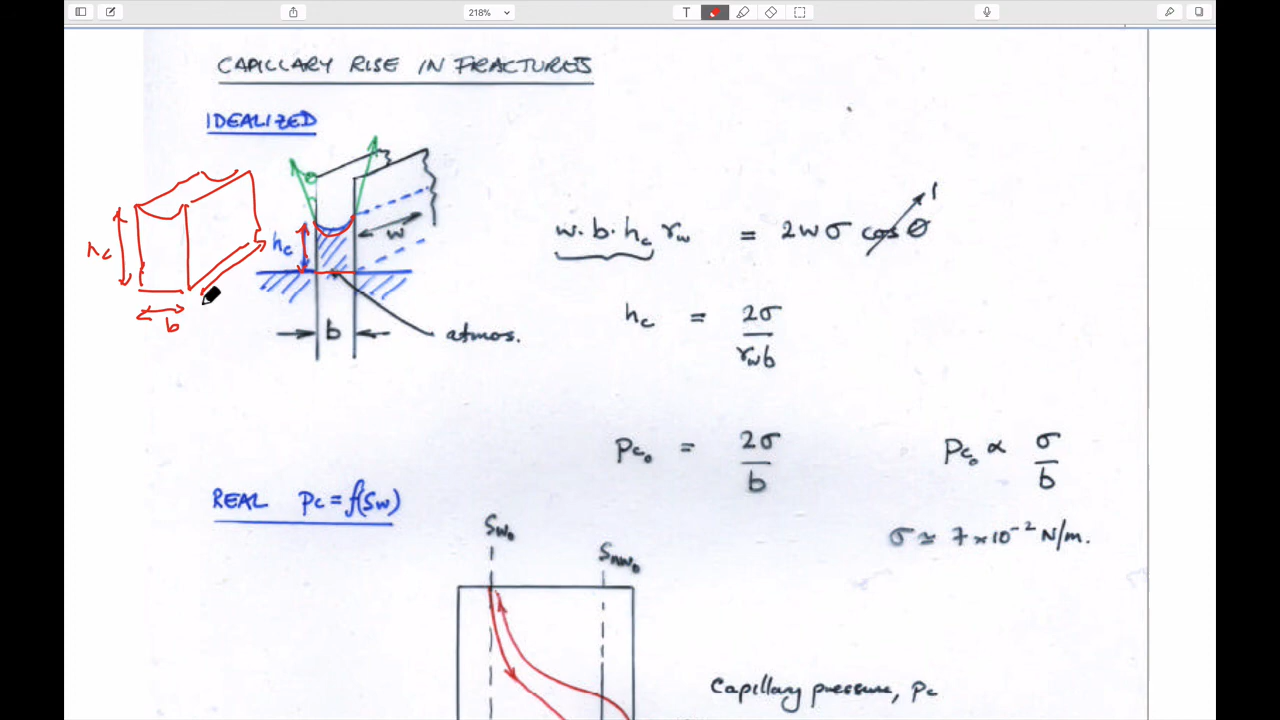 218%
T
CAPILLARY RISE IN FRACTURES
IDEALIZED
θ
w
hc
hc
b
b
atmos.
w·b·hc γw = 2wσ cos θ 1
hc = 2σ / γwb
Pc₀ = 2σ / b
Pc₀ ∝ σ / b
σ ≃ 7×10⁻² N/m.
REAL Pc = f(Sw)
Sw₀
Snw₀
Capillary pressure, Pc